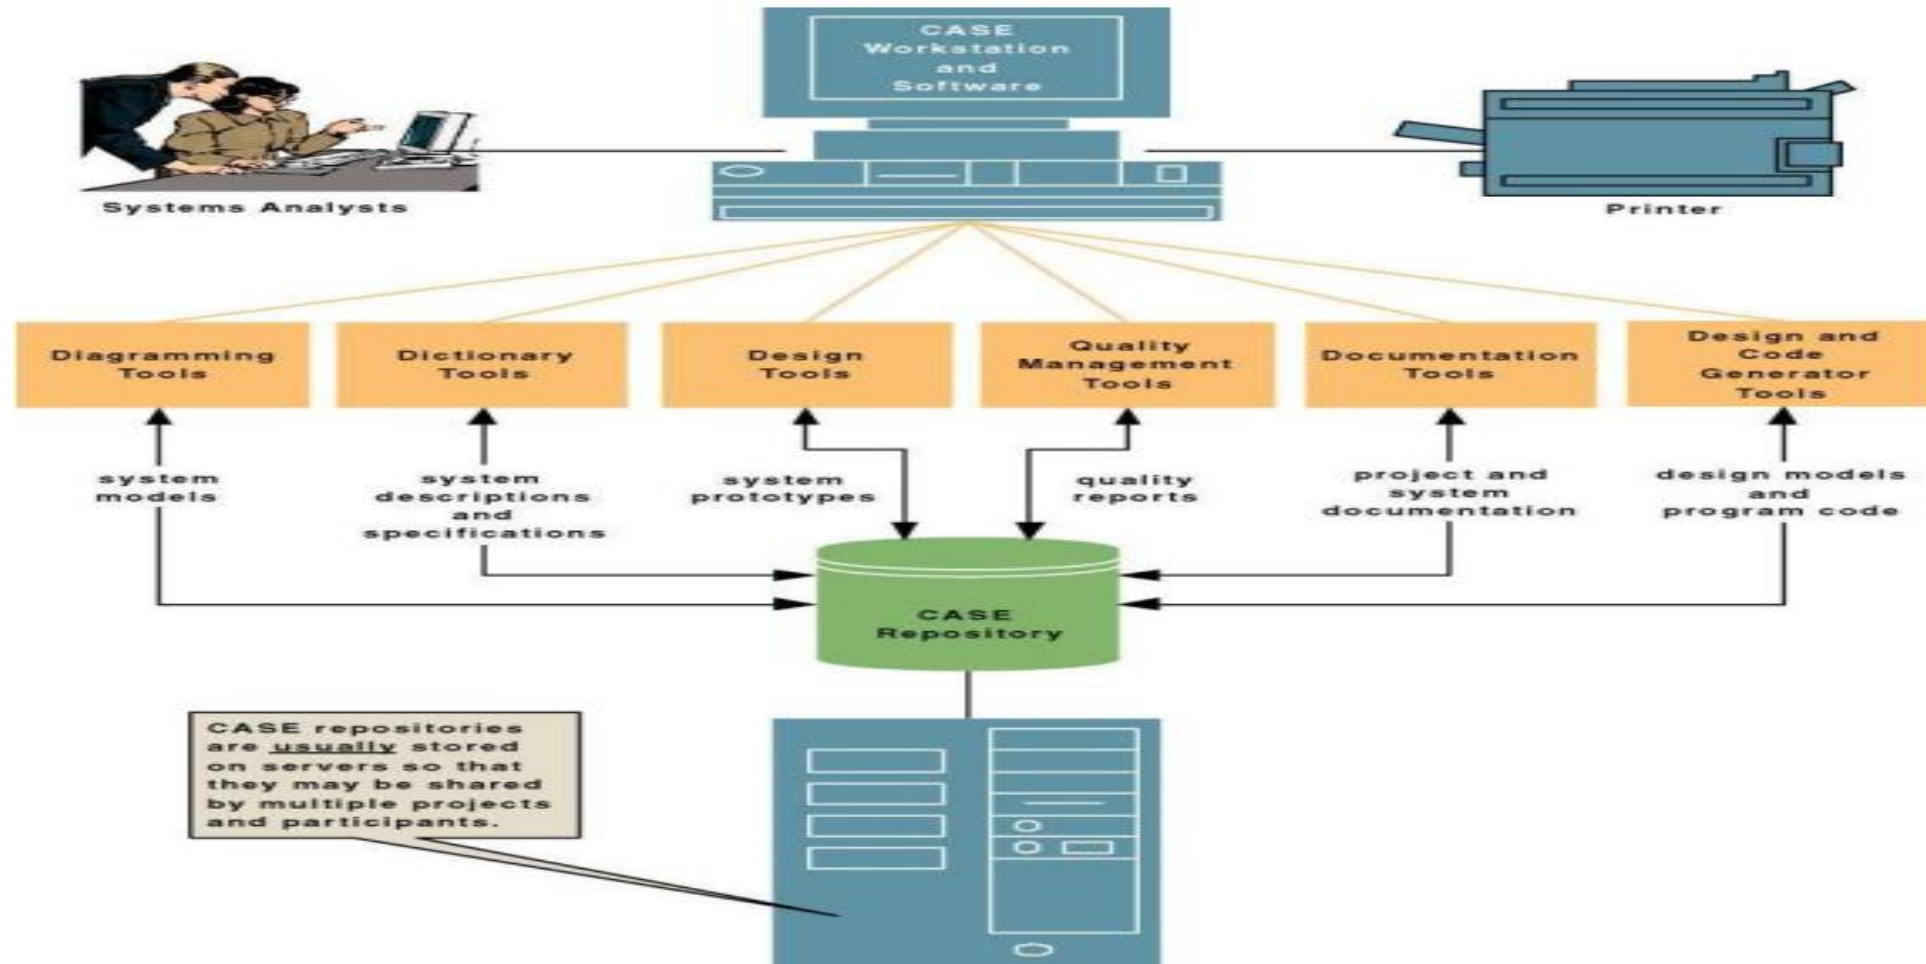 CASE
Workstation
and
Software
Systems Analysts
Printer
Diagramming
Tools
Dictionary
Tools
Design
Tools
Quality
Management
Tools
Documentation
Tools
Design and
Code
Generator
Tools
system
models
system
descriptions
and
specifications
system
prototypes
quality
reports
project and
system
documentation
design models
and
program code
CASE
Repository
CASE repositories
are usually stored
on servers so that
they may be shared
by multiple projects
and participants.